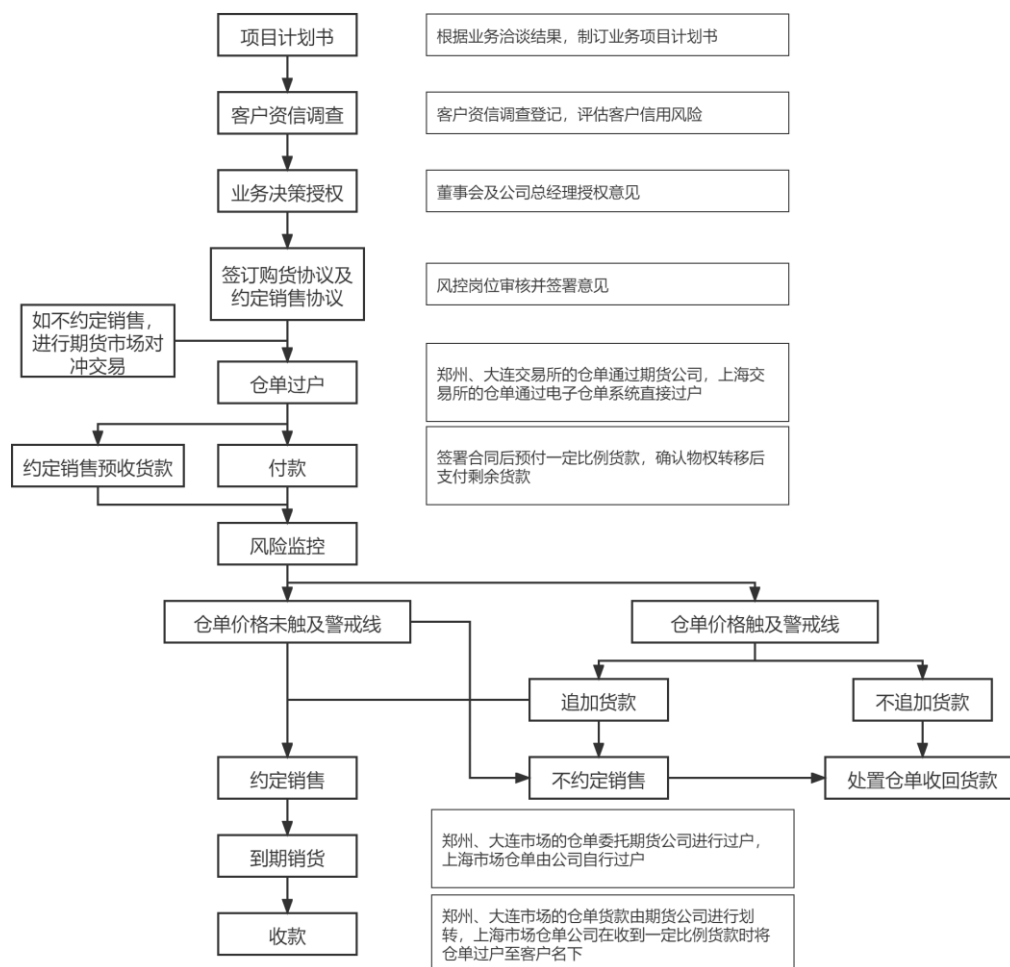 项目计划书
根据业务洽谈结果，制订业务项目计划书
客户资信调查
客户资信调查登记，评估客户信用风险
业务决策授权
董事会及公司总经理授权意见
签订购货协议及
约定销售协议
风控岗位审核并签署意见
如不约定销售，
进行期货市场对
冲交易
仓单过户
郑州、大连交易所的仓单通过期货公司，上海交
易所的仓单通过电子仓单系统直接过户
约定销售预收货款
付款
签署合同后预付一定比例货款，确认物权转移后
支付剩余货款
风险监控
仓单价格未触及警戒线
仓单价格触及警戒线
追加货款
不追加货款
约定销售
不约定销售
处置仓单收回货款
到期销货
郑州、大连市场的仓单委托期货公司进行过户，
上海市场仓单由公司自行过户
收款
郑州、大连市场的仓单货款由期货公司进行划
转，上海市场仓单公司在收到一定比例货款时将
仓单过户至客户名下